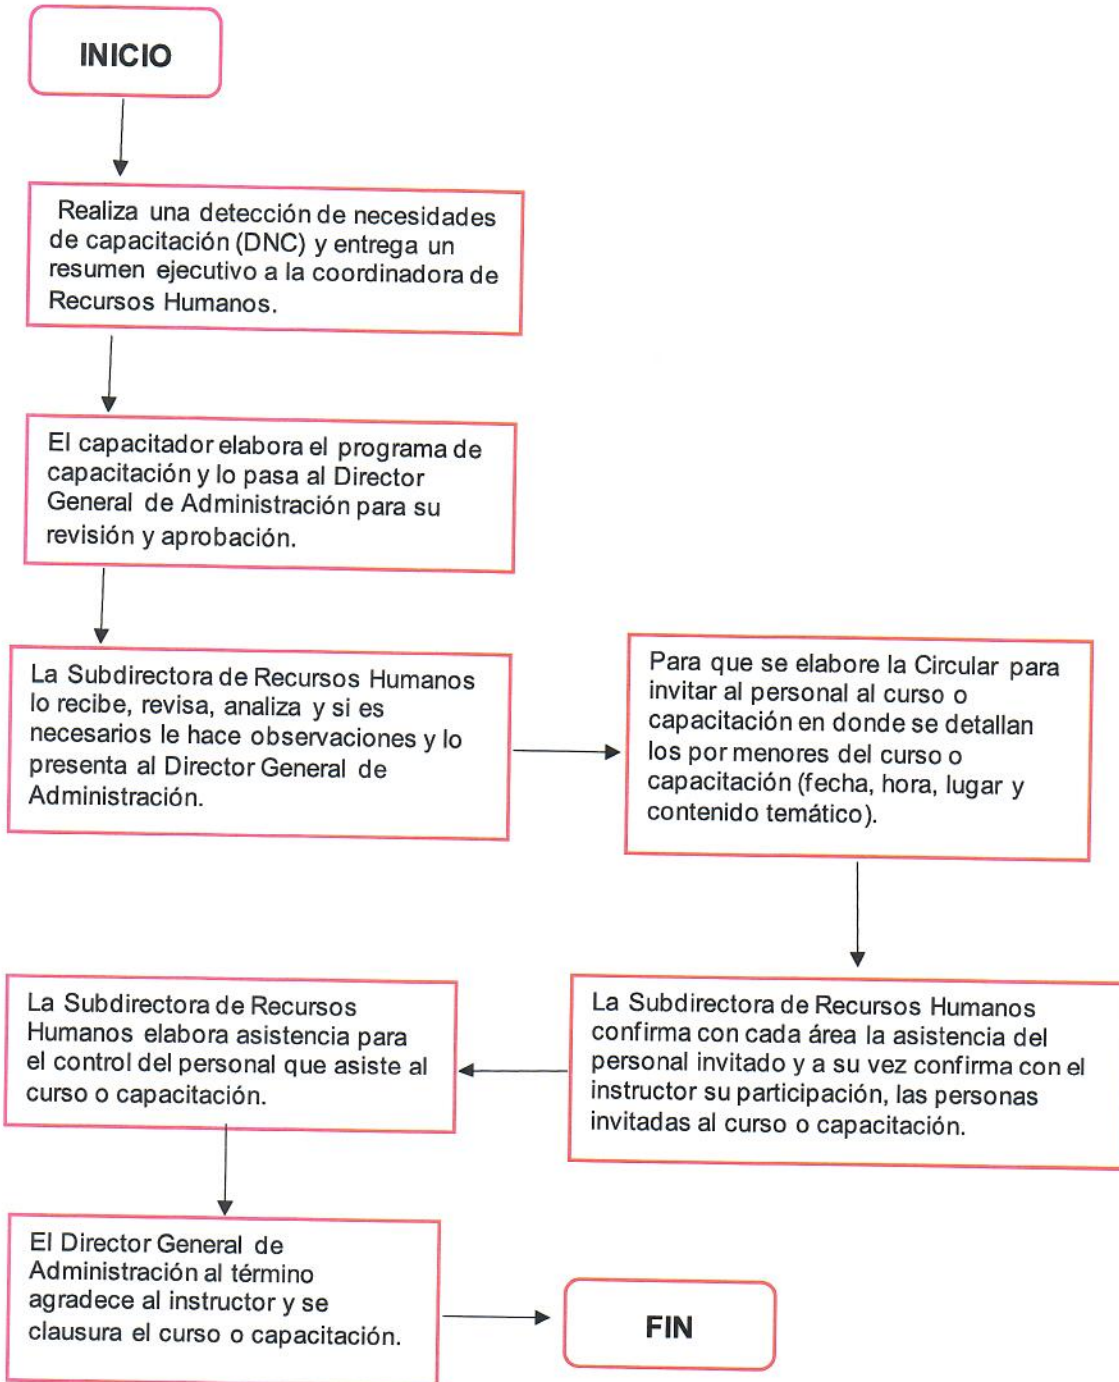 INICIO
Realiza una detección de necesidades
de capacitación (DNC) y entrega un
resumen ejecutivo a la coordinadora de
Recursos Humanos.
El capacitador elabora el programa de
capacitación y lo pasa al Director
General de Administración para su
revisión y aprobación.
La Subdirectora de Recursos Humanos
lo recibe, revisa, analiza y si es
necesarios le hace observaciones y lo
presenta al Director General de
Administración.
Para que se elabore la Circular para
invitar al personal al curso o
capacitación en donde se detallan
los por menores del curso o
capacitación (fecha, hora, lugar y
contenido temático).
La Subdirectora de Recursos Humanos
confirma con cada área la asistencia del
personal invitado y a su vez confirma con el
instructor su participación, las personas
invitadas al curso o capacitación.
La Subdirectora de Recursos
Humanos elabora asistencia para
el control del personal que asiste al
curso o capacitación.
El Director General de
Administración al término
agradece al instructor y se
clausura el curso o capacitación.
FIN